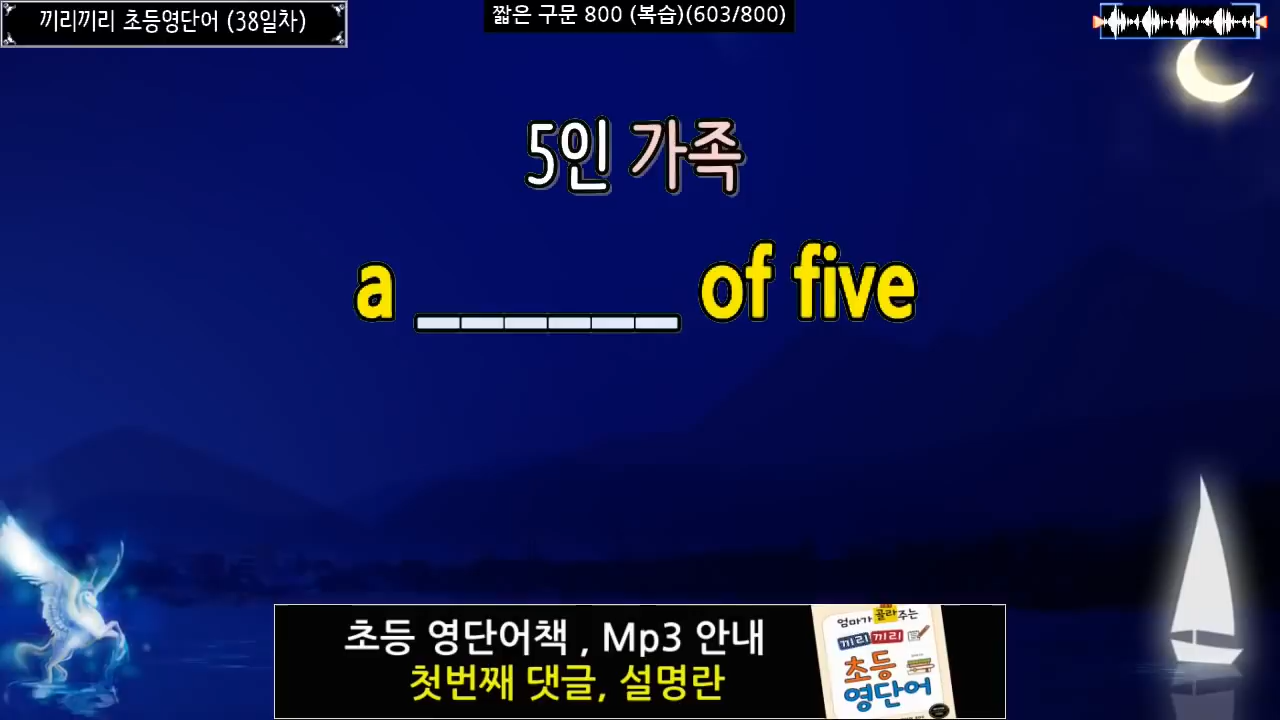 끼리끼리 초등영단어 (38일차)
짧은 구문 800 (복습)(603/800)
5인 가족
a ______ of five
초등 영단어책 , Mp3 안내
첫번째 댓글, 설명란
엄마가 골라주는
끼리끼리
초등
영단어